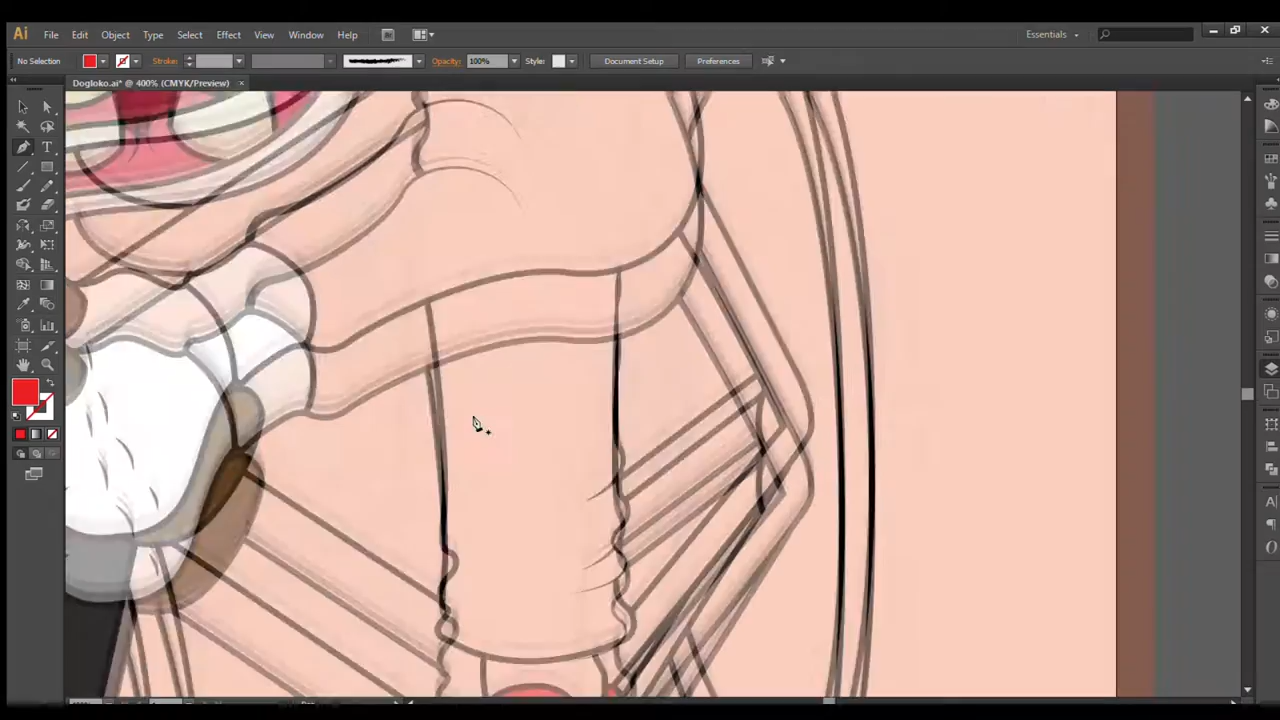 Ai File Edit Object Type Select Effect View Window Help Br Essentials
No Selection Stroke: Opacity: 100% Style: Document Setup Preferences
Dogloko.ai* @ 400% (CMYK/Preview) ×
T
A